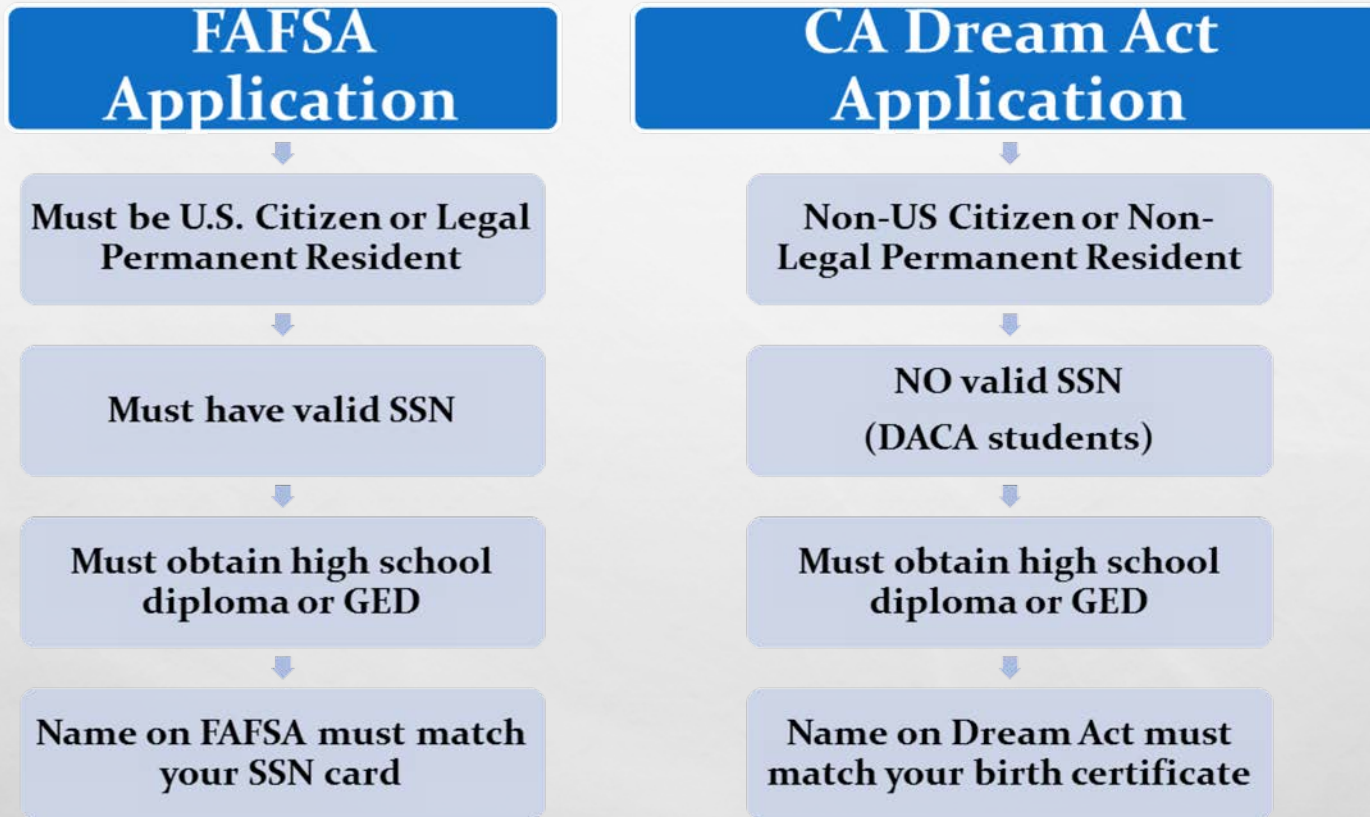 FAFSA
Application
Must be U.S. Citizen or Legal
Permanent Resident
Must have valid SSN
Must obtain high school
diploma or GED
Name on FAFSA must match
your SSN card
CA Dream Act
Application
Non-US Citizen or Non-
Legal Permanent Resident
NO valid SSN
(DACA students)
Must obtain high school
diploma or GED
Name on Dream Act must
match your birth certificate